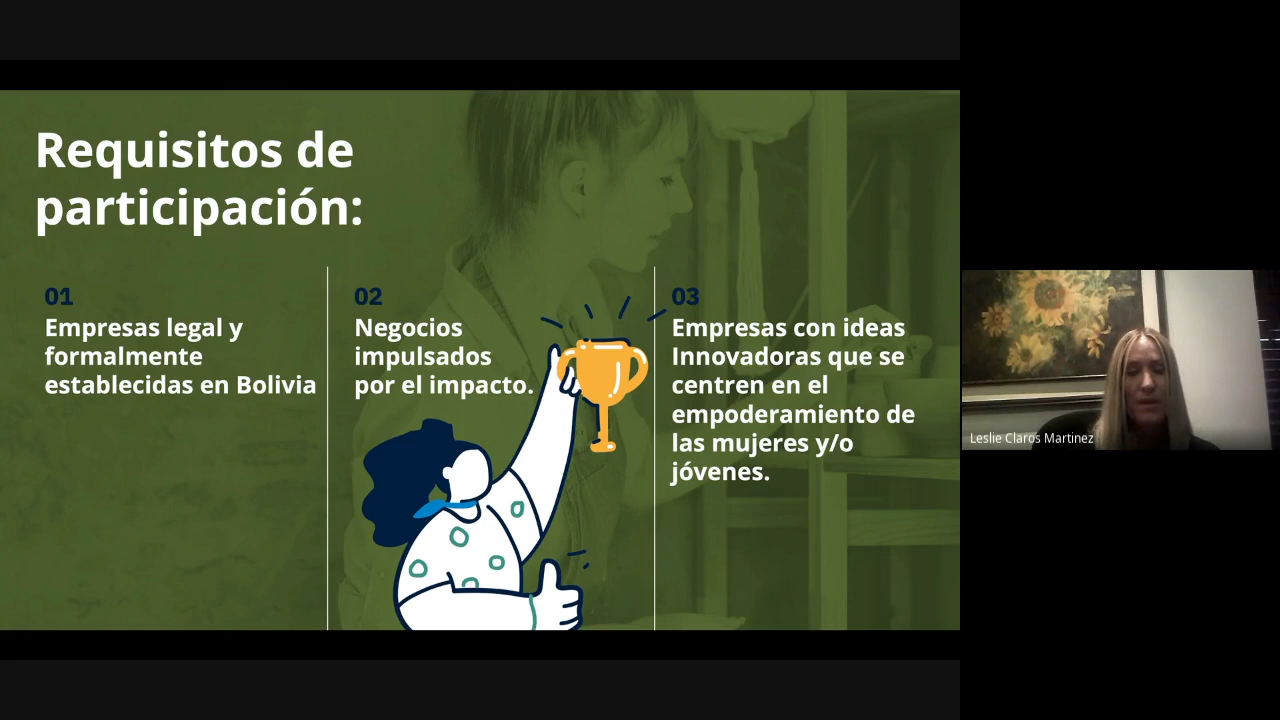 Requisitos de
participación:
01
Empresas legal y
formalmente
establecidas en Bolivia
02
Negocios
impulsados
por el impacto.
03
Empresas con ideas
Innovadoras que se
centren en el
empoderamiento de
las mujeres y/o
jóvenes.
Leslie Claros Martinez